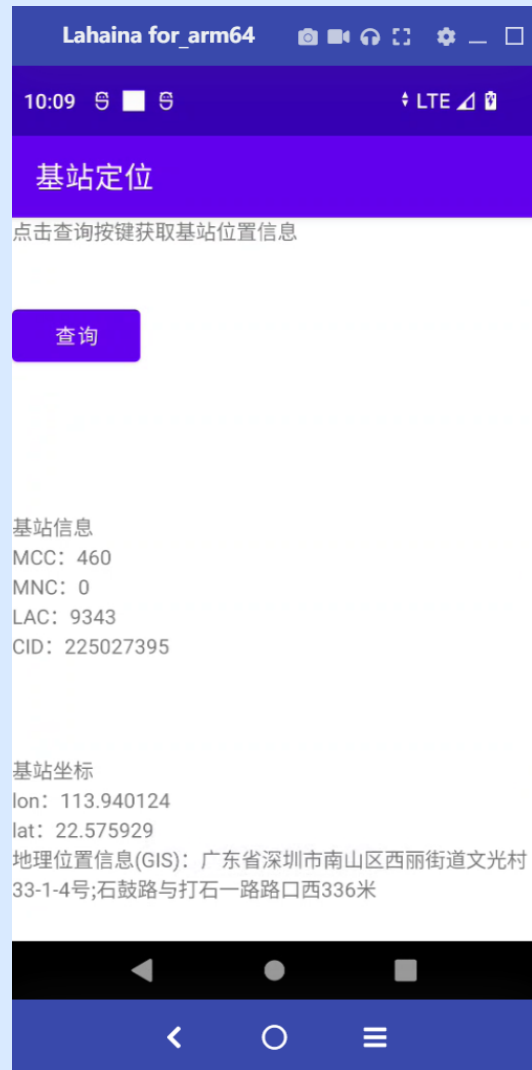 Lahaina for_arm64
10:09
LTE
基站定位
点击查询按键获取基站位置信息
查询
基站信息
MCC：460
MNC：0
LAC：9343
CID：225027395
基站坐标
lon：113.940124
lat：22.575929
地理位置信息(GIS)：广东省深圳市南山区西丽街道文光村
33-1-4号;石鼓路与打石一路路口西336米